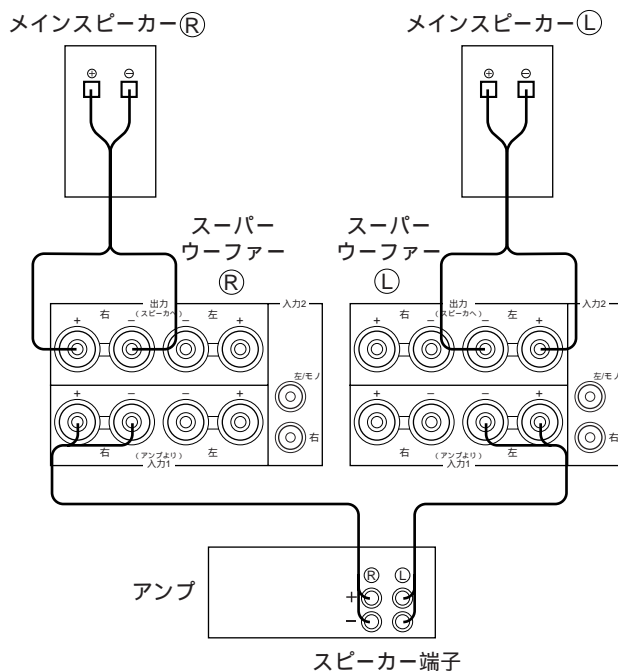 メインスピーカー Ⓡ
メインスピーカー Ⓛ
⊕ ⊖
⊕ ⊖
スーパー
ウーファー
Ⓡ
スーパー
ウーファー
Ⓛ
出力
右 (スピーカへ) 左
+ − − +
入力2
左/モノ
右
+ − − +
右 (アンプより) 左
入力1
出力
右 (スピーカへ) 左
+ − − +
入力2
左/モノ
右
+ − − +
右 (アンプより) 左
入力1
アンプ
Ⓡ Ⓛ
+
−
スピーカー端子